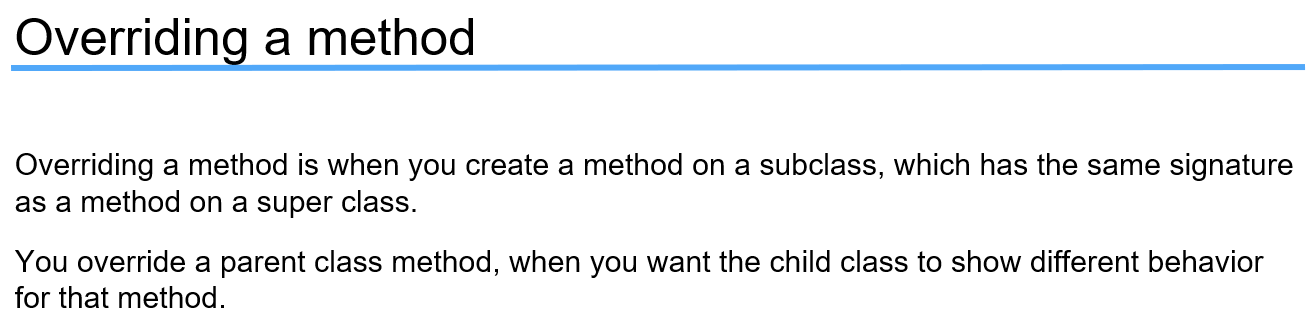 Overriding a method
Overriding a method is when you create a method on a subclass, which has the same signature
as a method on a super class.
You override a parent class method, when you want the child class to show different behavior
for that method.